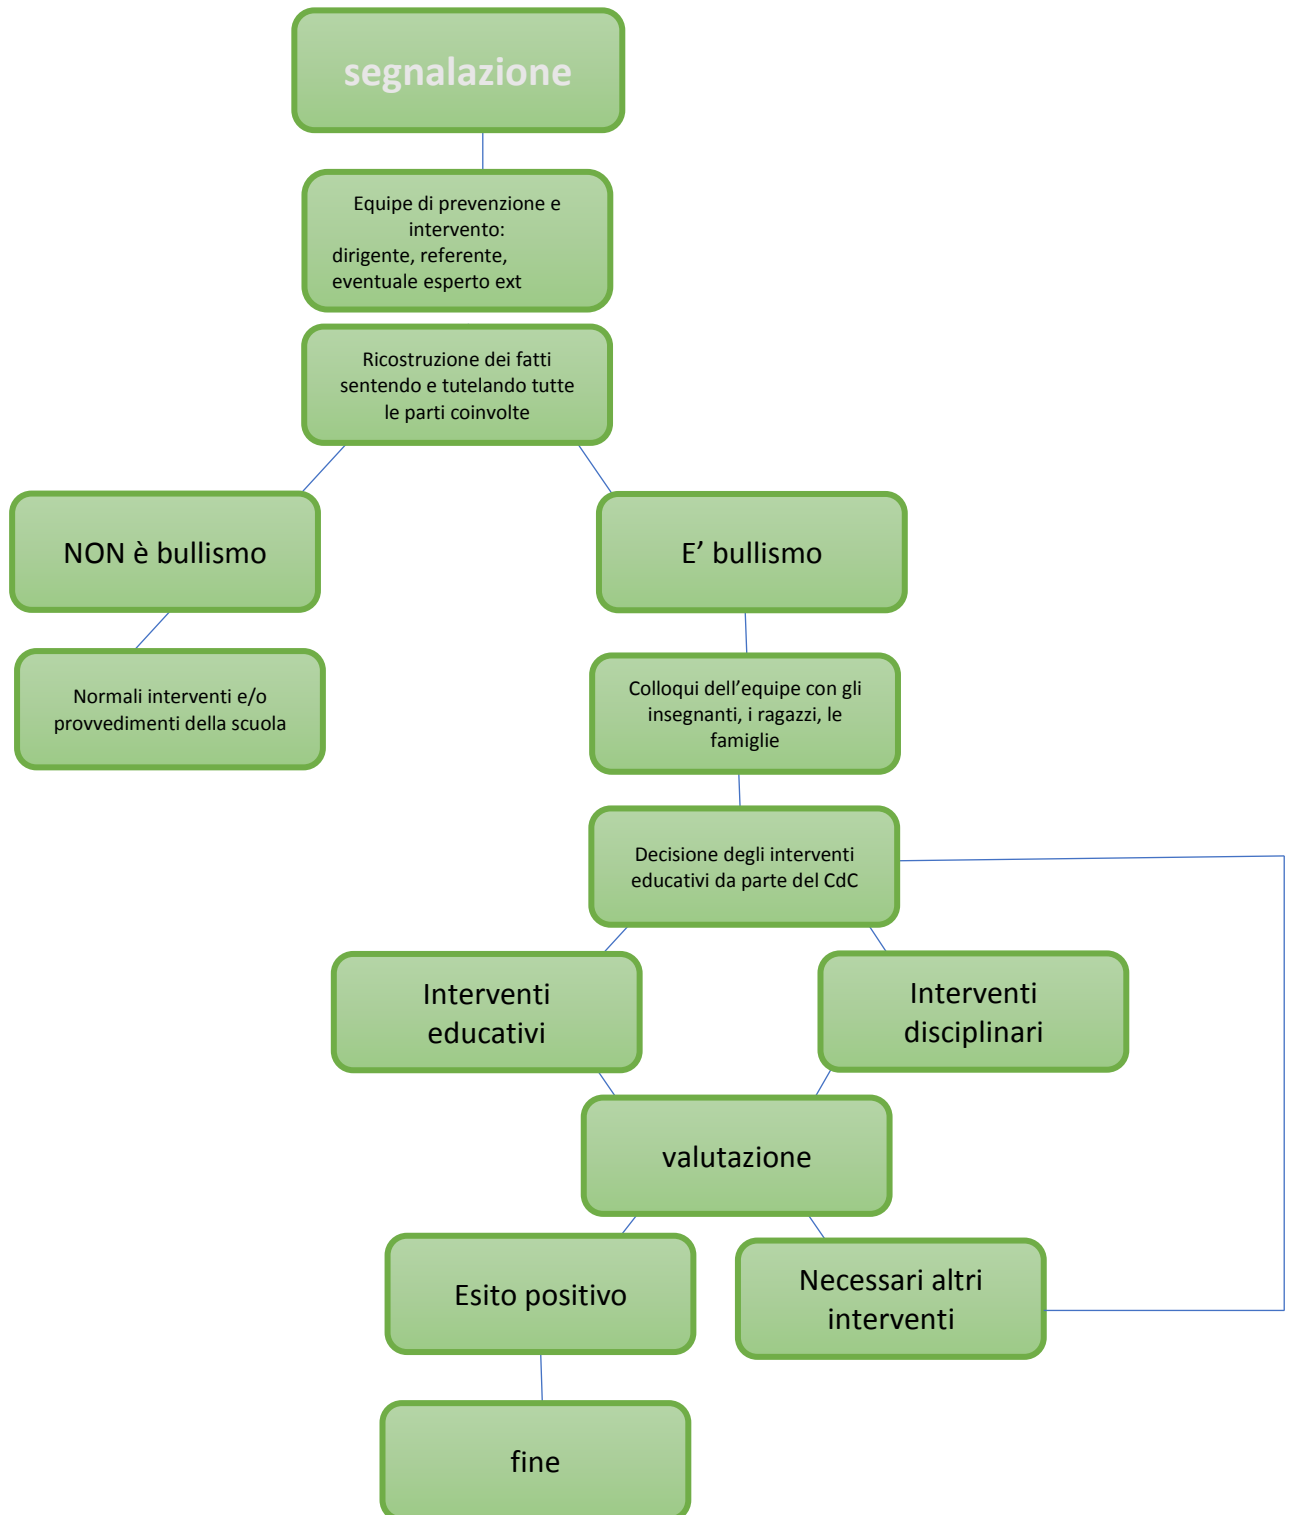 segnalazione
Equipe di prevenzione e
intervento:
dirigente, referente,
eventuale esperto ext
Ricostruzione dei fatti
sentendo e tutelando tutte
le parti coinvolte
NON è bullismo
E’ bullismo
Normali interventi e/o
provvedimenti della scuola
Colloqui dell’equipe con gli
insegnanti, i ragazzi, le
famiglie
Decisione degli interventi
educativi da parte del CdC
Interventi
educativi
Interventi
disciplinari
valutazione
Esito positivo
Necessari altri
interventi
fine